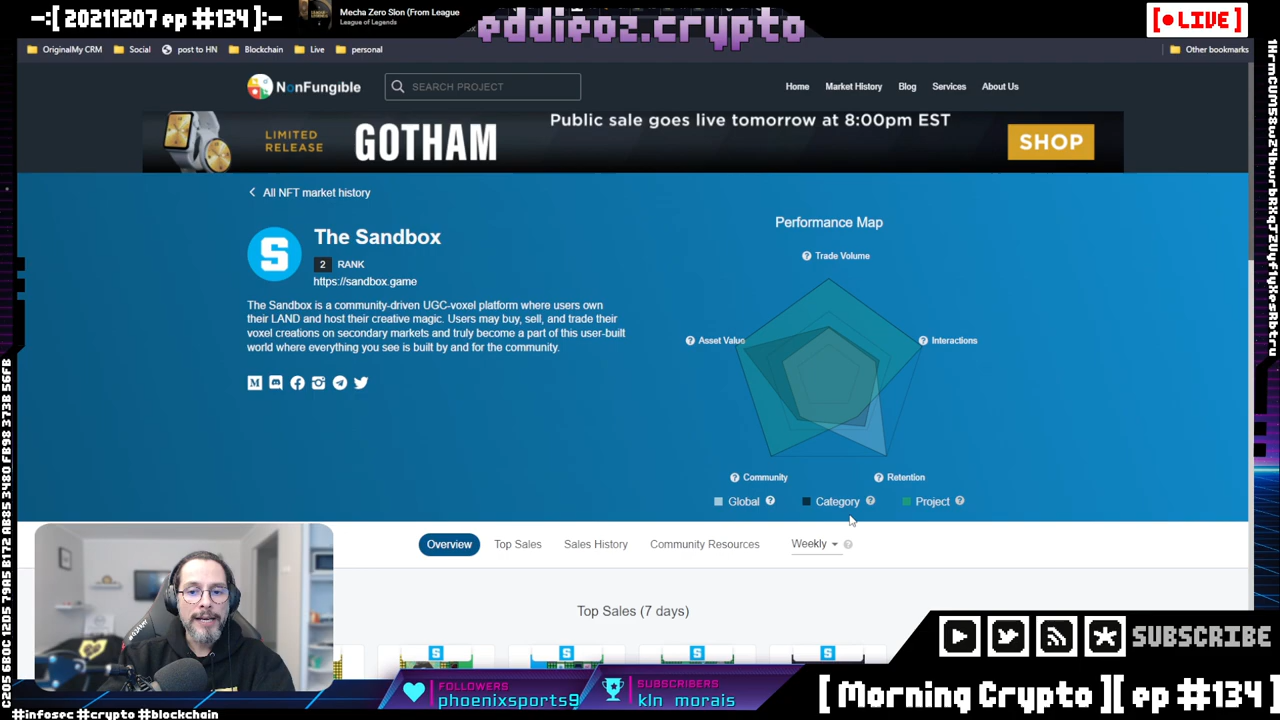 -:[ 20211207 ep #134 ]:-
Mecha Zero Sion (From League
League of Legends
eddieoz.crypto
[● LIVE ]
OriginalMy CRM
Social
post to HN
Blockchain
Live
personal
Other bookmarks
NonFungible
SEARCH PROJECT
Home
Market History
Blog
Services
About Us
LIMITED
RELEASE
GOTHAM
Public sale goes live tomorrow at 8:00pm EST
SHOP
All NFT market history
The Sandbox
2 RANK
https://sandbox.game
The Sandbox is a community-driven UGC-voxel platform where users own
their LAND and host their creative magic. Users may buy, sell, and trade their
voxel creations on secondary markets and truly become a part of this user-built
world where everything you see is built by and for the community.
Performance Map
Trade Volume
Asset Value
Interactions
Community
Retention
Global
Category
Project
Overview
Top Sales
Sales History
Community Resources
Weekly
Top Sales (7 days)
SUBSCRIBE
FOLLOWERS
phoenixsports9
SUBSCRIBERS
kln_morais
[ Morning Crypto ][ ep #134 ]
#infosec #crypto #blockchain